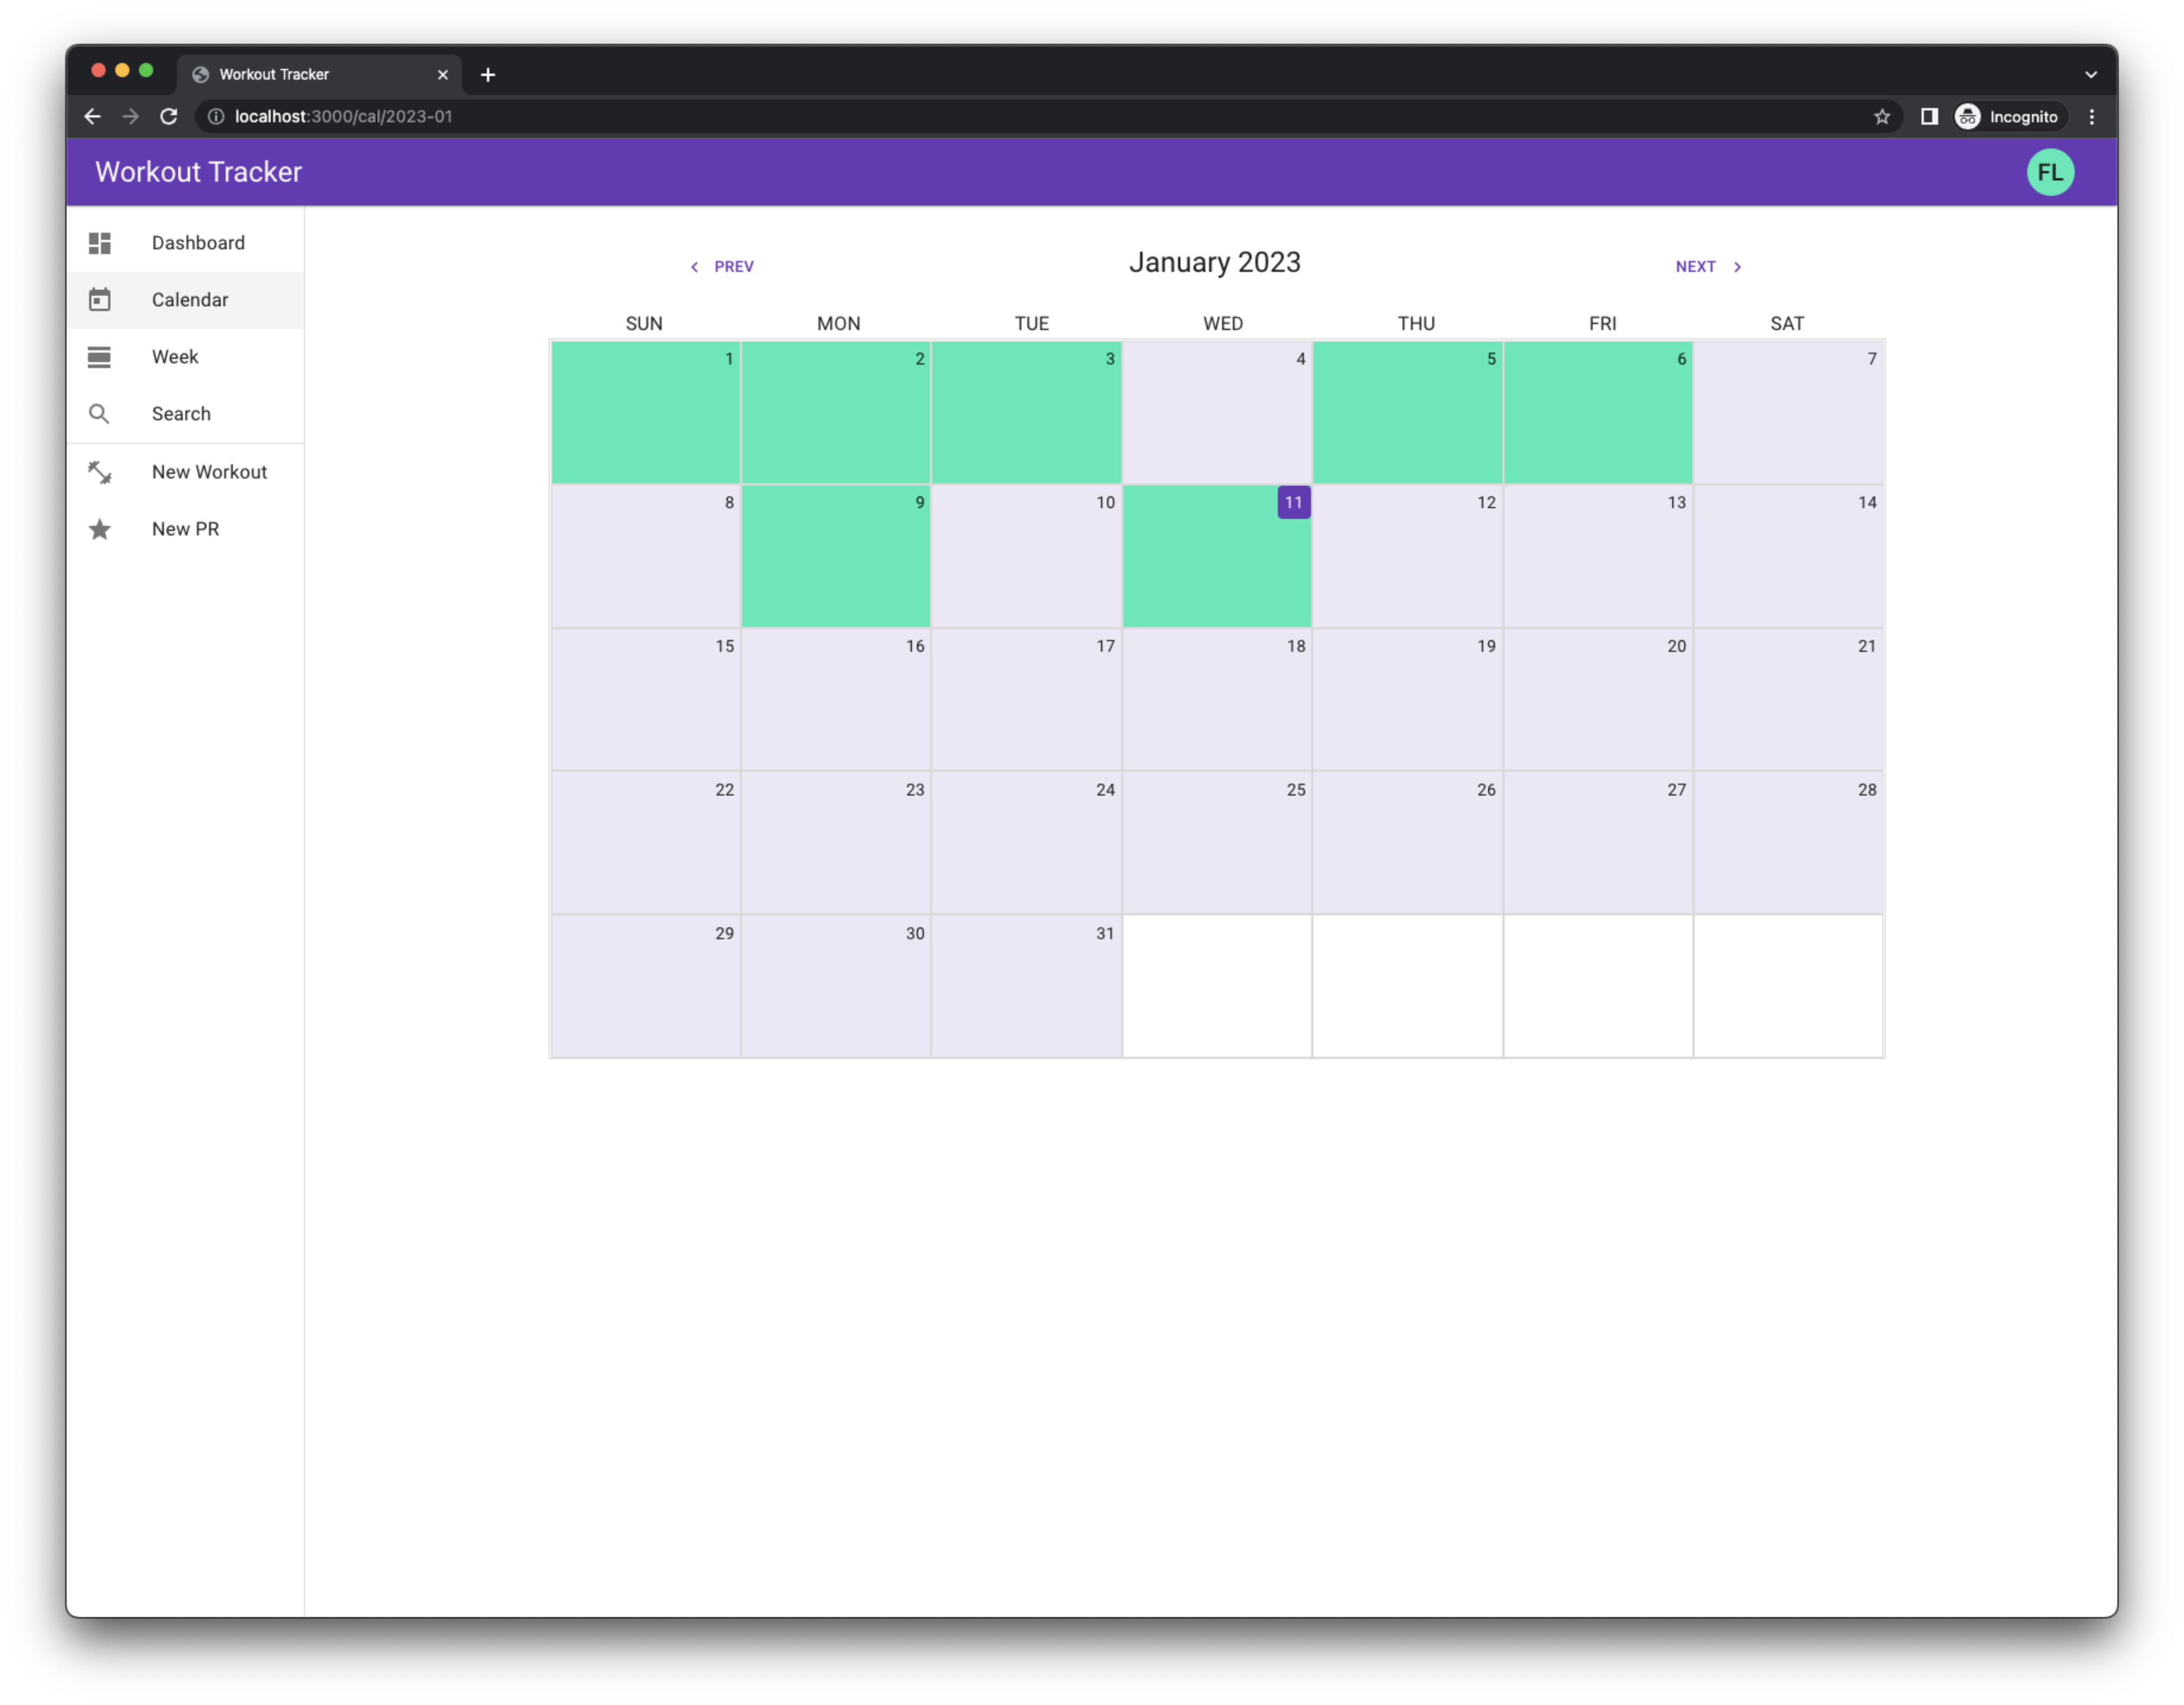 Workout Tracker
localhost:3000/cal/2023-01
Incognito
Workout Tracker
FL
Dashboard
Calendar
Week
Search
New Workout
New PR
PREV
January 2023
NEXT
SUN MON TUE WED THU FRI SAT
1 2 3 4 5 6 7
8 9 10 11 12 13 14
15 16 17 18 19 20 21
22 23 24 25 26 27 28
29 30 31